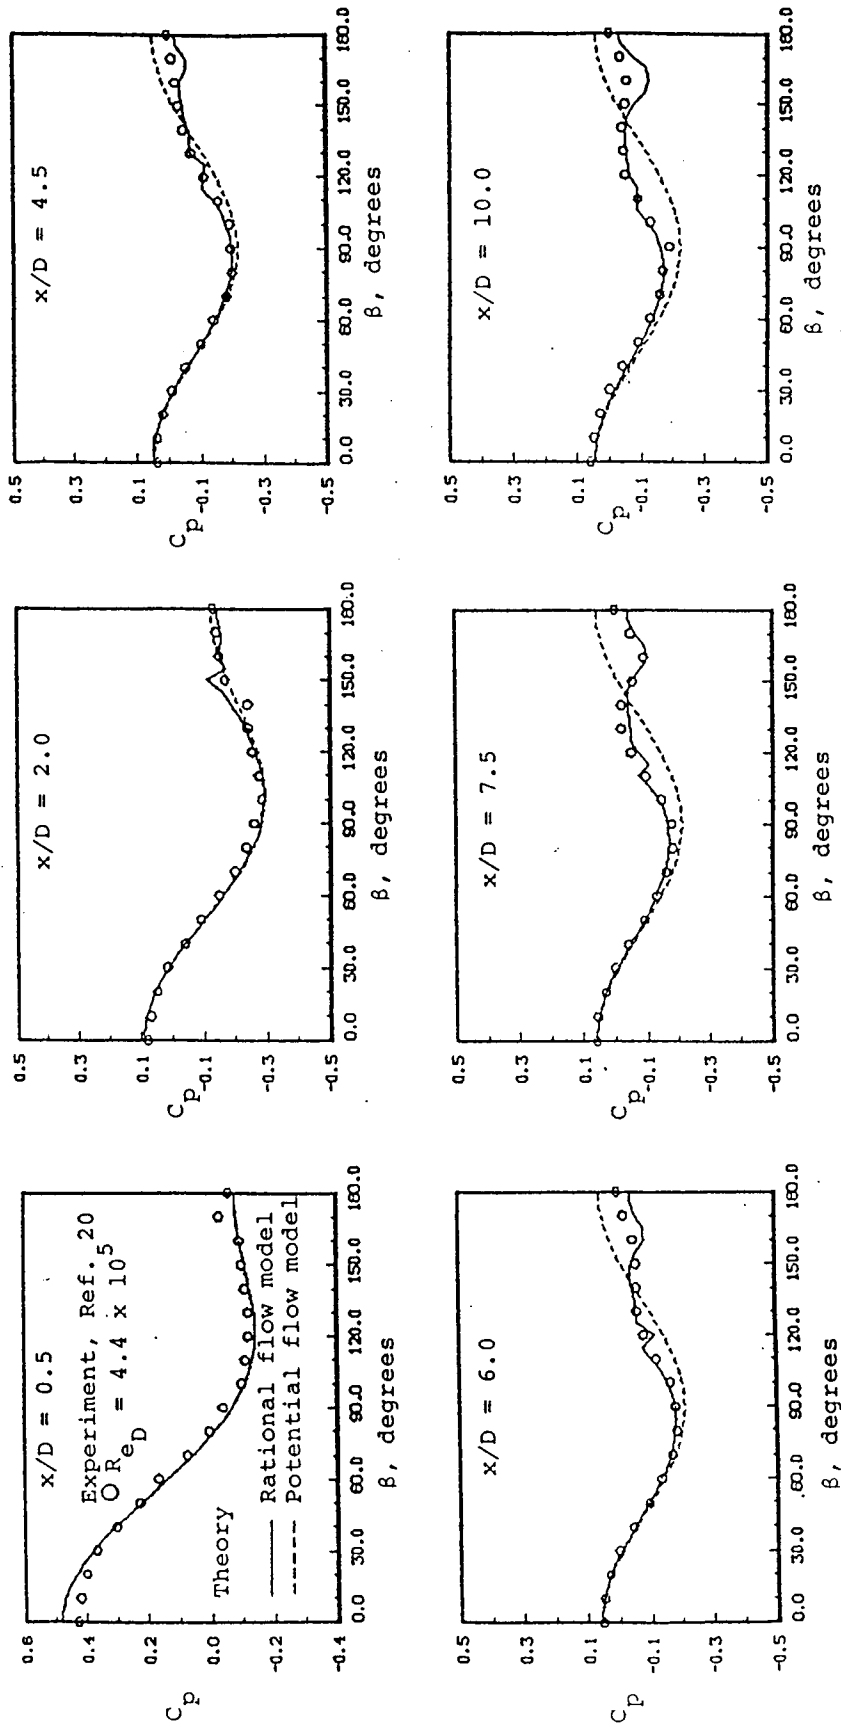 x/D = 0.5
Experiment, Ref. 20
O Re_D = 4.4 x 10^5
Theory
Rational flow model
Potential flow model
0.6
0.4
0.2
0.0
-0.2
-0.4
C_p
0.0 30.0 60.0 90.0 120.0 150.0 180.0
β, degrees
x/D = 2.0
0.5
0.3
0.1
-0.1
-0.3
-0.5
C_p
0.0 30.0 60.0 90.0 120.0 150.0 180.0
β, degrees
x/D = 4.5
0.5
0.3
0.1
-0.1
-0.3
-0.5
C_p
0.0 30.0 60.0 90.0 120.0 150.0 180.0
β, degrees
x/D = 6.0
0.5
0.3
0.1
-0.1
-0.3
-0.5
C_p
0.0 30.0 60.0 90.0 120.0 150.0 180.0
β, degrees
x/D = 7.5
0.5
0.3
0.1
-0.1
-0.3
-0.5
C_p
0.0 30.0 60.0 90.0 120.0 150.0 180.0
β, degrees
x/D = 10.0
0.5
0.3
0.1
-0.1
-0.3
-0.5
C_p
0.0 30.0 60.0 90.0 120.0 150.0 180.0
β, degrees